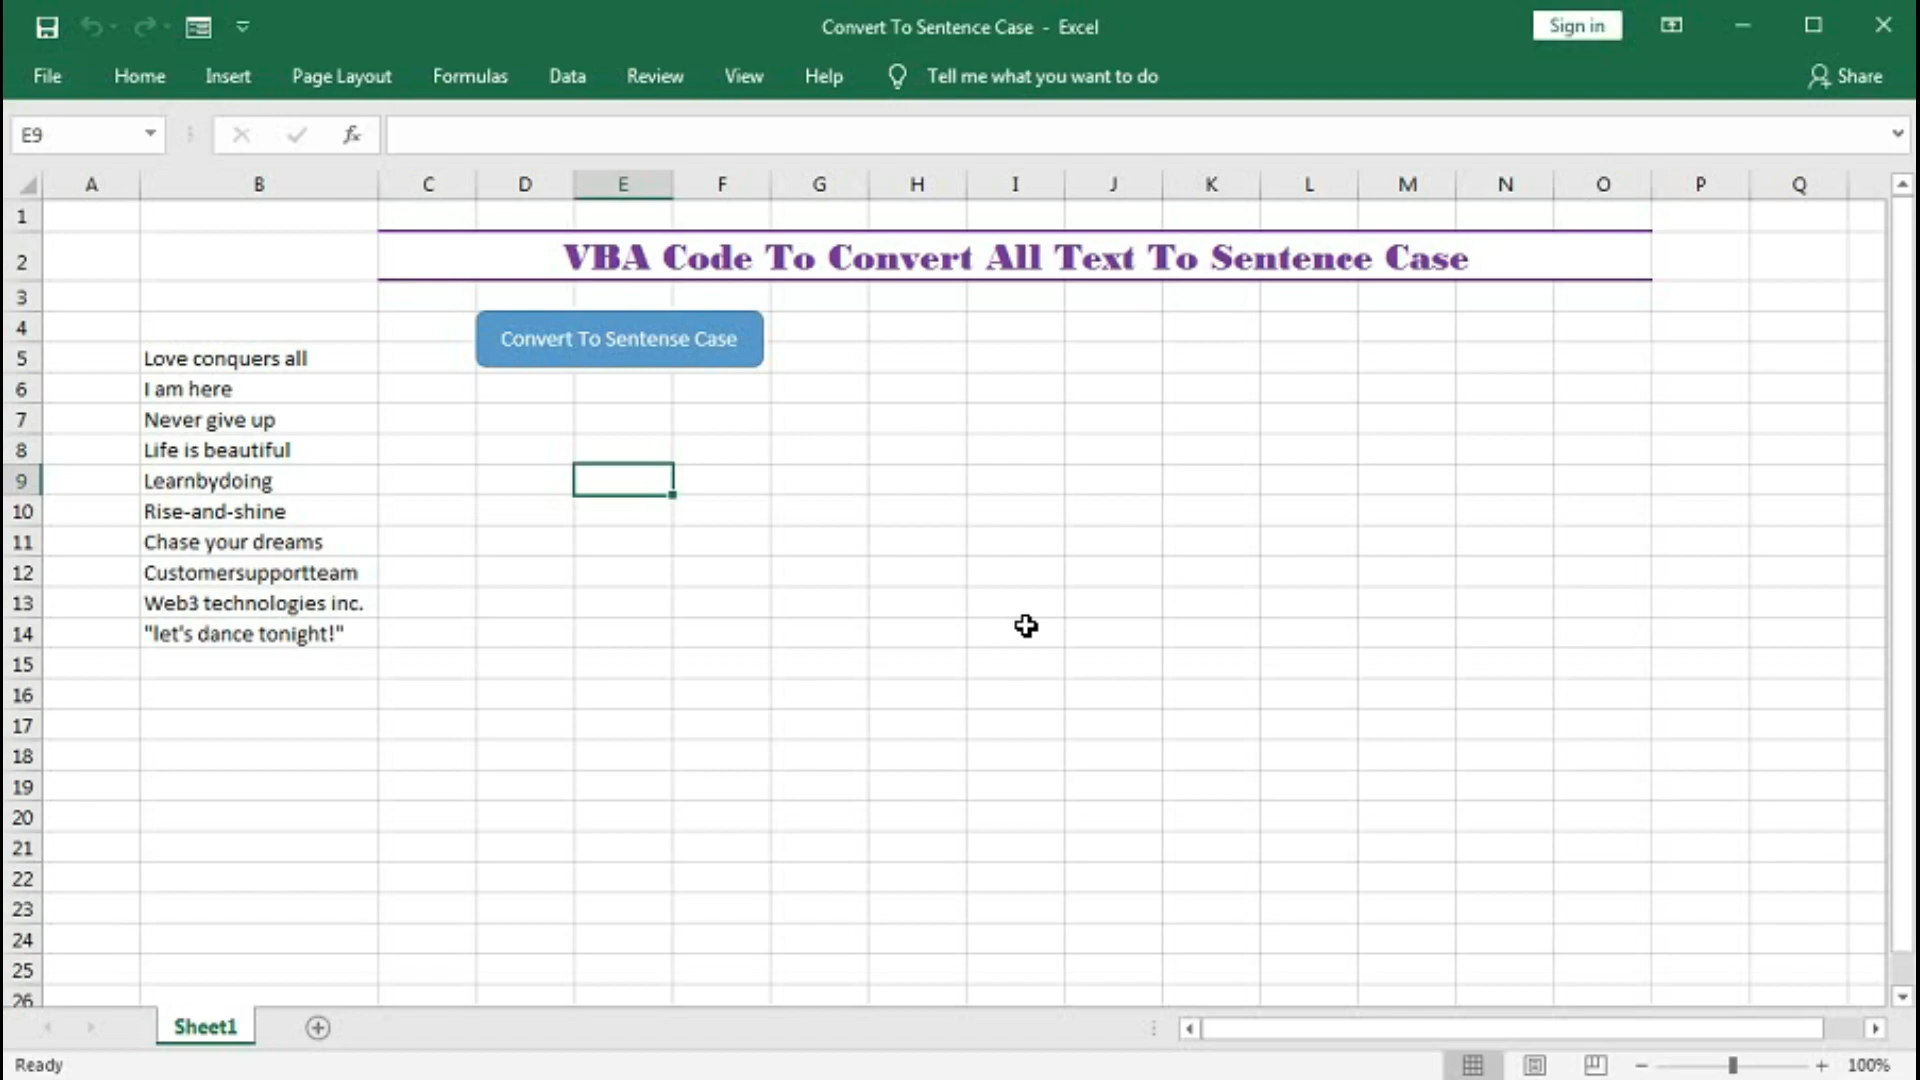 Convert To Sentence Case - Excel
Sign in
File Home Insert Page Layout Formulas Data Review View Help Tell me what you want to do Share
E9 fx
A B C D E F G H I J K L M N O P Q
1
2 VBA Code To Convert All Text To Sentence Case
3
4 Convert To Sentense Case
5 Love conquers all
6 I am here
7 Never give up
8 Life is beautiful
9 Learnbydoing
10 Rise-and-shine
11 Chase your dreams
12 Customersupportteam
13 Web3 technologies inc.
14 "let's dance tonight!"
15
16
17
18
19
20
21
22
23
24
25
26
Sheet1
Ready 100%